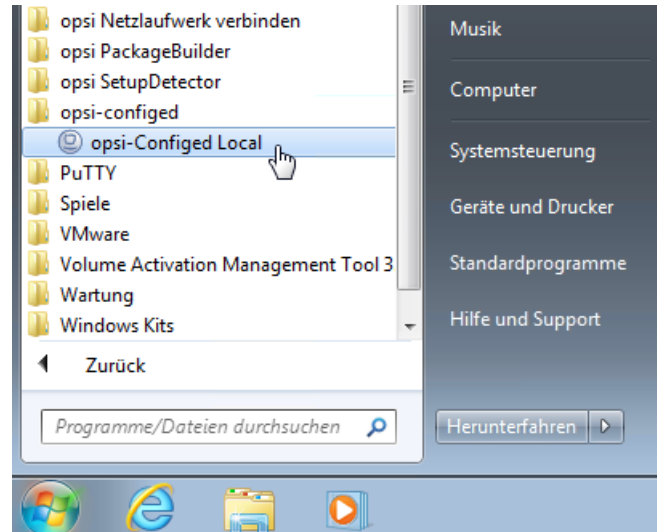 opsi Netzlaufwerk verbinden
opsi PackageBuilder
opsi SetupDetector
opsi-configed
opsi-Configed Local
PuTTY
Spiele
VMware
Volume Activation Management Tool 3
Wartung
Windows Kits
Zurück
Programme/Dateien durchsuchen
Musik
Computer
Systemsteuerung
Geräte und Drucker
Standardprogramme
Hilfe und Support
Herunterfahren